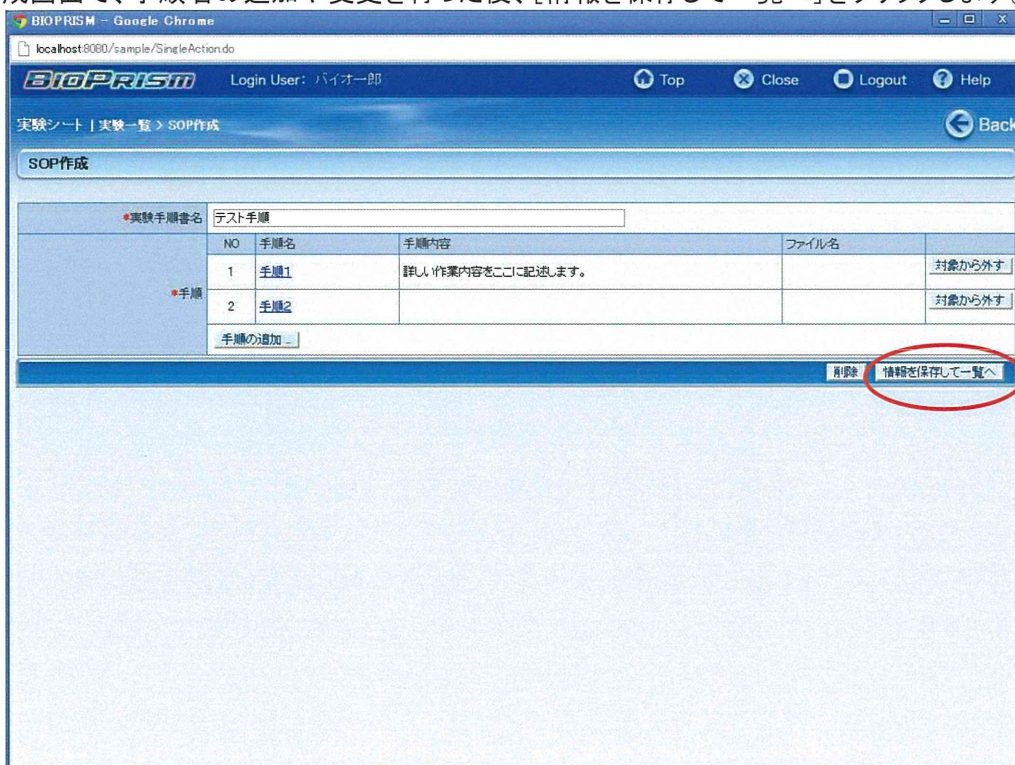 成画面で、手順名の追加や変更を行った後、[情報を保存して一覧へ]をクリックします。
BIOPRISM - Google Chrome
localhost:8080/sample/SingleAction.do
BIOPRISM Login User: バイオ一郎 Top Close Logout Help
実験シート | 実験一覧 > SOP作成 Back
SOP作成
*実験手順書名 テスト手順
*手順
NO 手順名 手順内容 ファイル名
1 手順1 詳しい作業内容をここに記述します。 対象から外す
2 手順2 対象から外す
手順の追加
削除 情報を保存して一覧へ